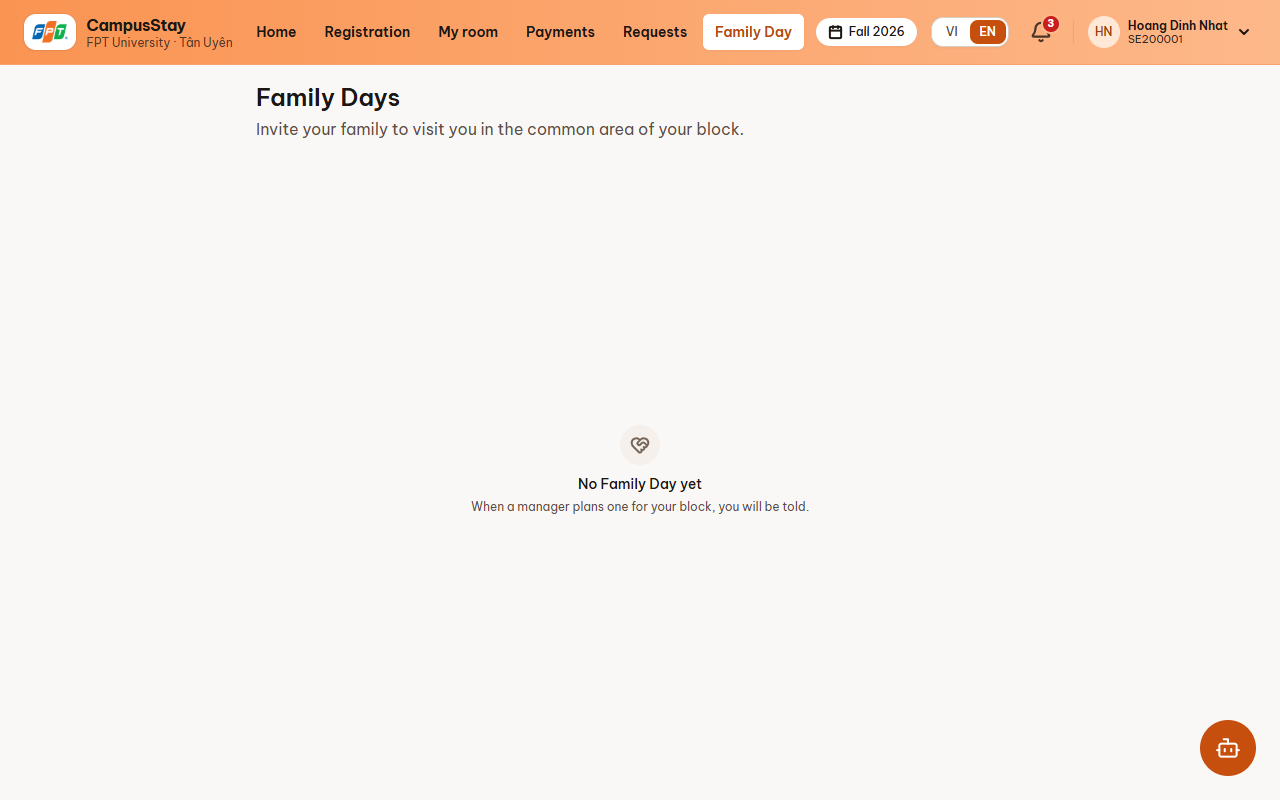 FPT
CampusStay
FPT University · Tân Uyên
Home
Registration
My room
Payments
Requests
Family Day
Fall 2026
VI
EN
3
HN
Hoang Dinh Nhat
SE200001
Family Days
Invite your family to visit you in the common area of your block.
No Family Day yet
When a manager plans one for your block, you will be told.